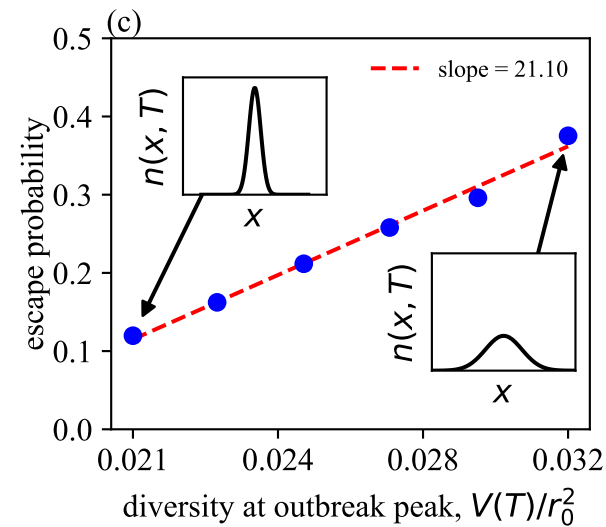 (c)
0.5
0.4
0.3
0.2
0.1
0.0
escape probability
slope = 21.10
n(x, T)
x
n(x, T)
x
0.021
0.024
0.028
0.032
diversity at outbreak peak, V(T)/r₀²